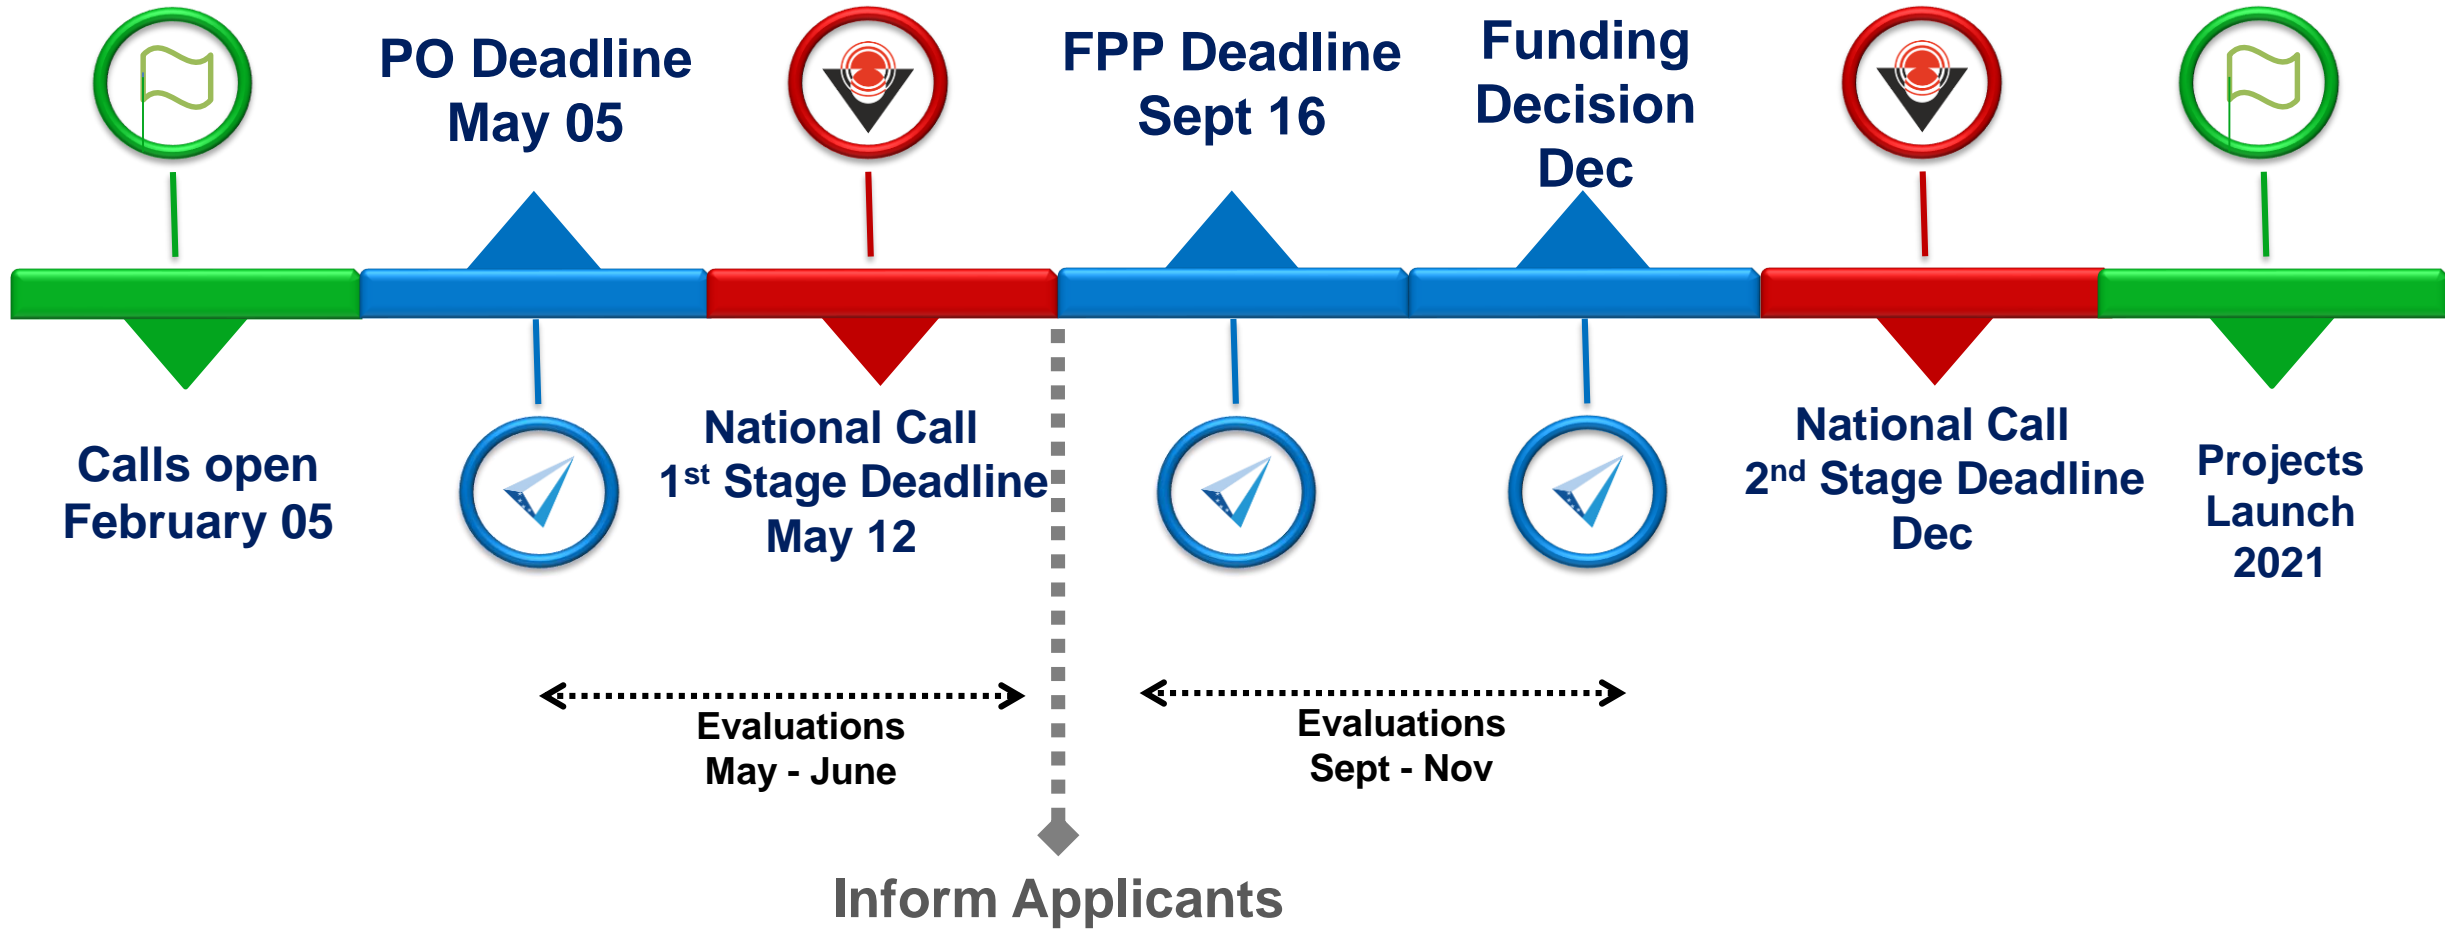 PO Deadline
May 05
FPP Deadline
Sept 16
Funding
Decision
Dec
Calls open
February 05
National Call
1st Stage Deadline
May 12
National Call
2nd Stage Deadline
Dec
Projects
Launch
2021
Evaluations
May - June
Evaluations
Sept - Nov
Inform Applicants